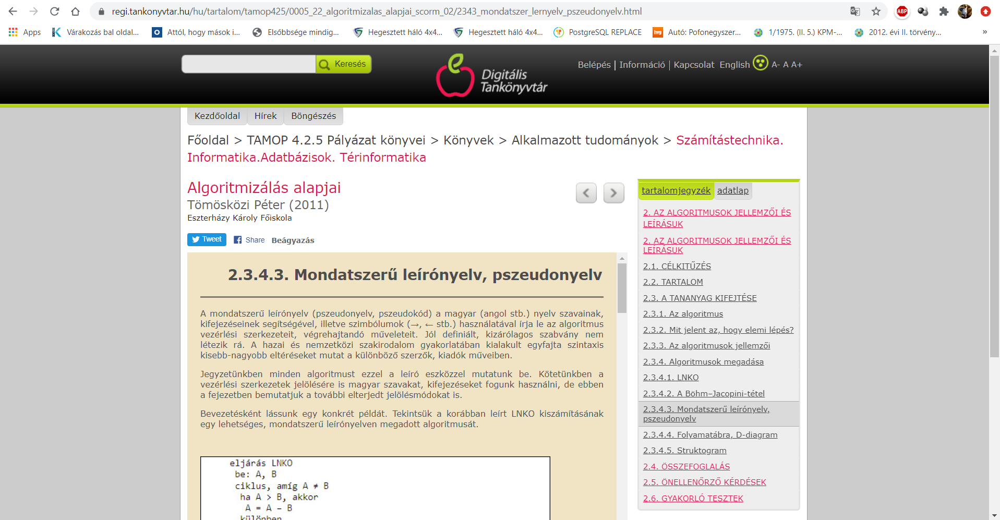 regi.tankonyvtar.hu/hu/tartalom/tamop425/0005_22_algoritmizalas_alapjai_scorm_02/2343_mondatszer_lernyelv_pszeudonyelv.html
ABP
Apps
Várakozás bal oldal...
Attól, hogy mások i...
Elsőbbsége mindig...
Hegesztett háló 4x4...
Hegesztett háló 4x4...
PostgreSQL REPLACE
hvg
Autó: Pofonegyszer...
1/1975. (II. 5.) KPM-...
2012. évi II. törvény...
»
Keresés
Digitális
Tankönyvtár
Belépés | Információ | Kapcsolat English A- A A+
Kezdőoldal
Hírek
Böngészés
Főoldal > TAMOP 4.2.5 Pályázat könyvei > Könyvek > Alkalmazott tudományok > Számítástechnika.
Informatika.Adatbázisok. Térinformatika
Algoritmizálás alapjai
Tömösközi Péter (2011)
Eszterházy Károly Főiskola
Tweet
Share
Beágyazás
2.3.4.3. Mondatszerű leírónyelv, pszeudonyelv
A mondatszerű leírónyelv (pszeudonyelv, pszeudokód) a magyar (angol stb.) nyelv szavainak,
kifejezéseinek segítségével, illetve szimbólumok (→, ← stb.) használatával írja le az algoritmus
vezérlési szerkezeteit, végrehajtandó műveleteit. Jól definiált, kizárólagos szabvány nem
létezik rá. A hazai és nemzetközi szakirodalom gyakorlatában kialakult egyfajta szintaxis
kisebb-nagyobb eltéréseket mutat a különböző szerzők, kiadók műveiben.
Jegyzetünkben minden algoritmust ezzel a leíró eszközzel mutatunk be. Kötetünkben a
vezérlési szerkezetek jelölésére is magyar szavakat, kifejezéseket fogunk használni, de ebben
a fejezetben bemutatjuk a további elterjedt jelölésmódokat is.
Bevezetésként lássunk egy konkrét példát. Tekintsük a korábban leírt LNKO kiszámításának
egy lehetséges, mondatszerű leírónyelven megadott algoritmusát.
eljárás LNKO
be: A, B
ciklus, amíg A ≠ B
ha A > B, akkor
A = A – B
különben
tartalomjegyzék
adatlap
2. AZ ALGORITMUSOK JELLEMZŐI ÉS
LEÍRÁSUK
2. AZ ALGORITMUSOK JELLEMZŐI ÉS
LEÍRÁSUK
2.1. CÉLKITŰZÉS
2.2. TARTALOM
2.3. A TANANYAG KIFEJTÉSE
2.3.1. Az algoritmus
2.3.2. Mit jelent az, hogy elemi lépés?
2.3.3. Az algoritmusok jellemzői
2.3.4. Algoritmusok megadása
2.3.4.1. LNKO
2.3.4.2. A Böhm–Jacopini-tétel
2.3.4.3. Mondatszerű leírónyelv,
pszeudonyelv
2.3.4.4. Folyamatábra, D-diagram
2.3.4.5. Struktogram
2.4. ÖSSZEFOGLALÁS
2.5. ÖNELLENŐRZŐ KÉRDÉSEK
2.6. GYAKORLÓ TESZTEK